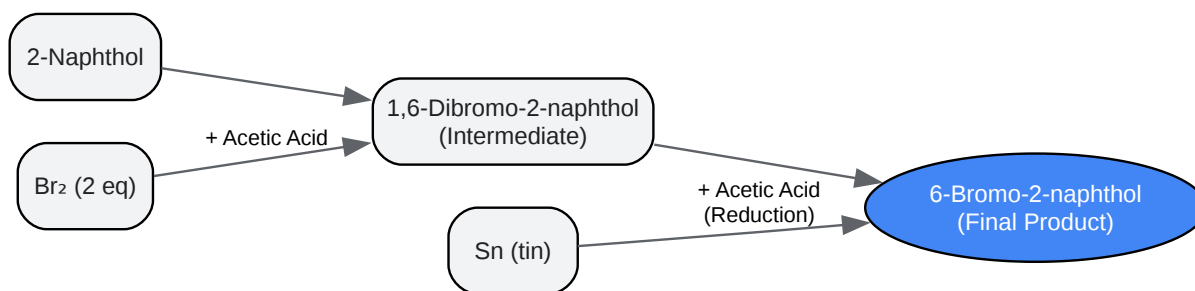 2-Naphthol
Br₂ (2 eq)
+ Acetic Acid
1,6-Dibromo-2-naphthol
(Intermediate)
Sn (tin)
+ Acetic Acid
(Reduction)
6-Bromo-2-naphthol
(Final Product)